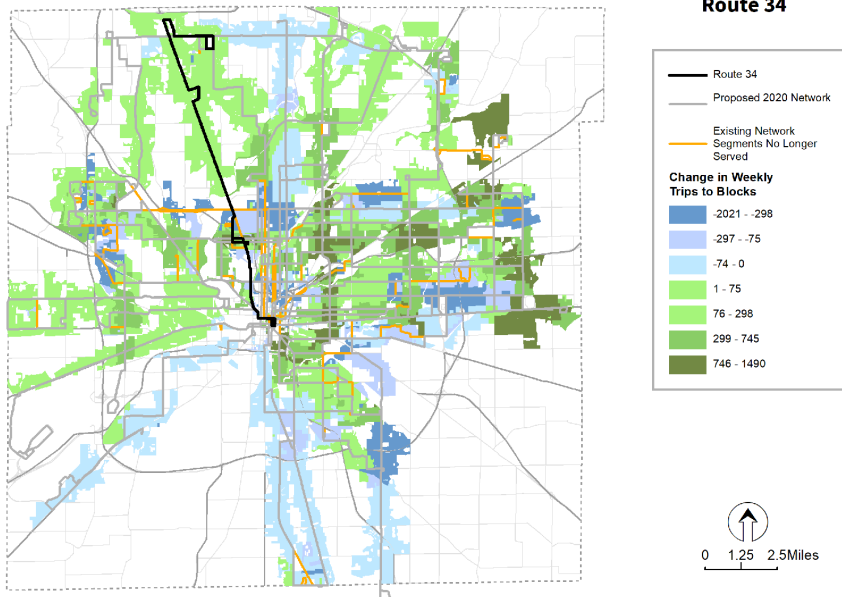 Route 34
Route 34
Proposed 2020 Network
Existing Network
Segments No Longer
Served
Change in Weekly
Trips to Blocks
-2021 - -298
-297 - -75
-74 - 0
1 - 75
76 - 298
299 - 745
746 - 1490
0 1.25 2.5Miles